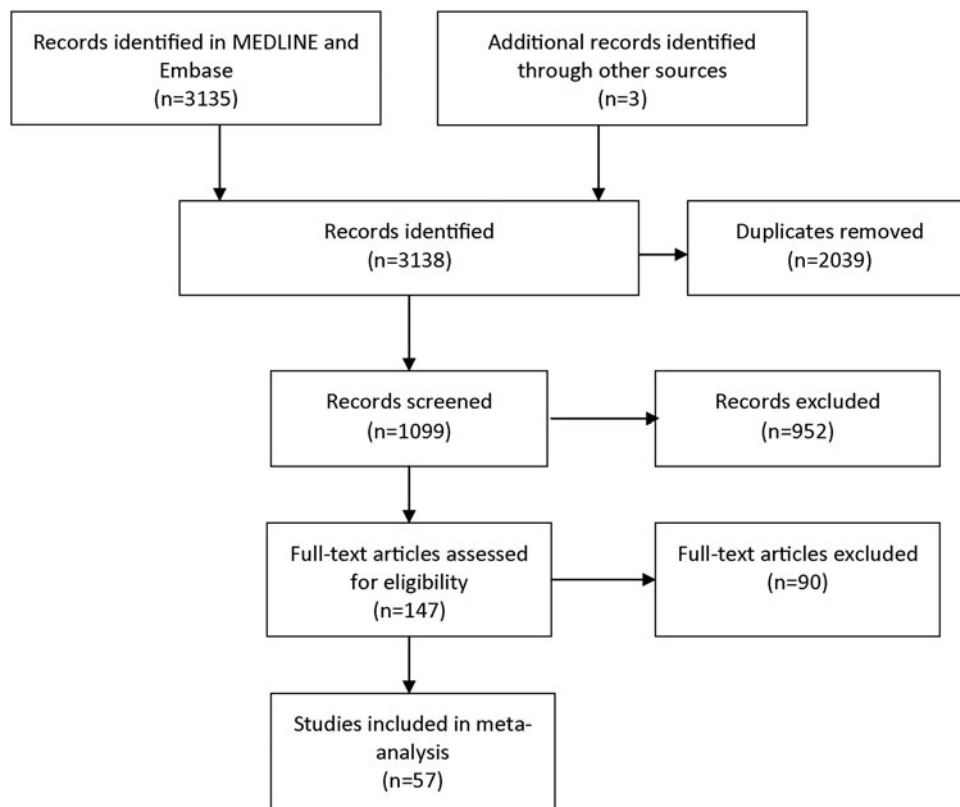 Records identified in MEDLINE and
Embase
(n=3135)
Additional records identified
through other sources
(n=3)
Records identified
(n=3138)
Duplicates removed
(n=2039)
Records screened
(n=1099)
Records excluded
(n=952)
Full-text articles assessed
for eligibility
(n=147)
Full-text articles excluded
(n=90)
Studies included in meta-
analysis
(n=57)